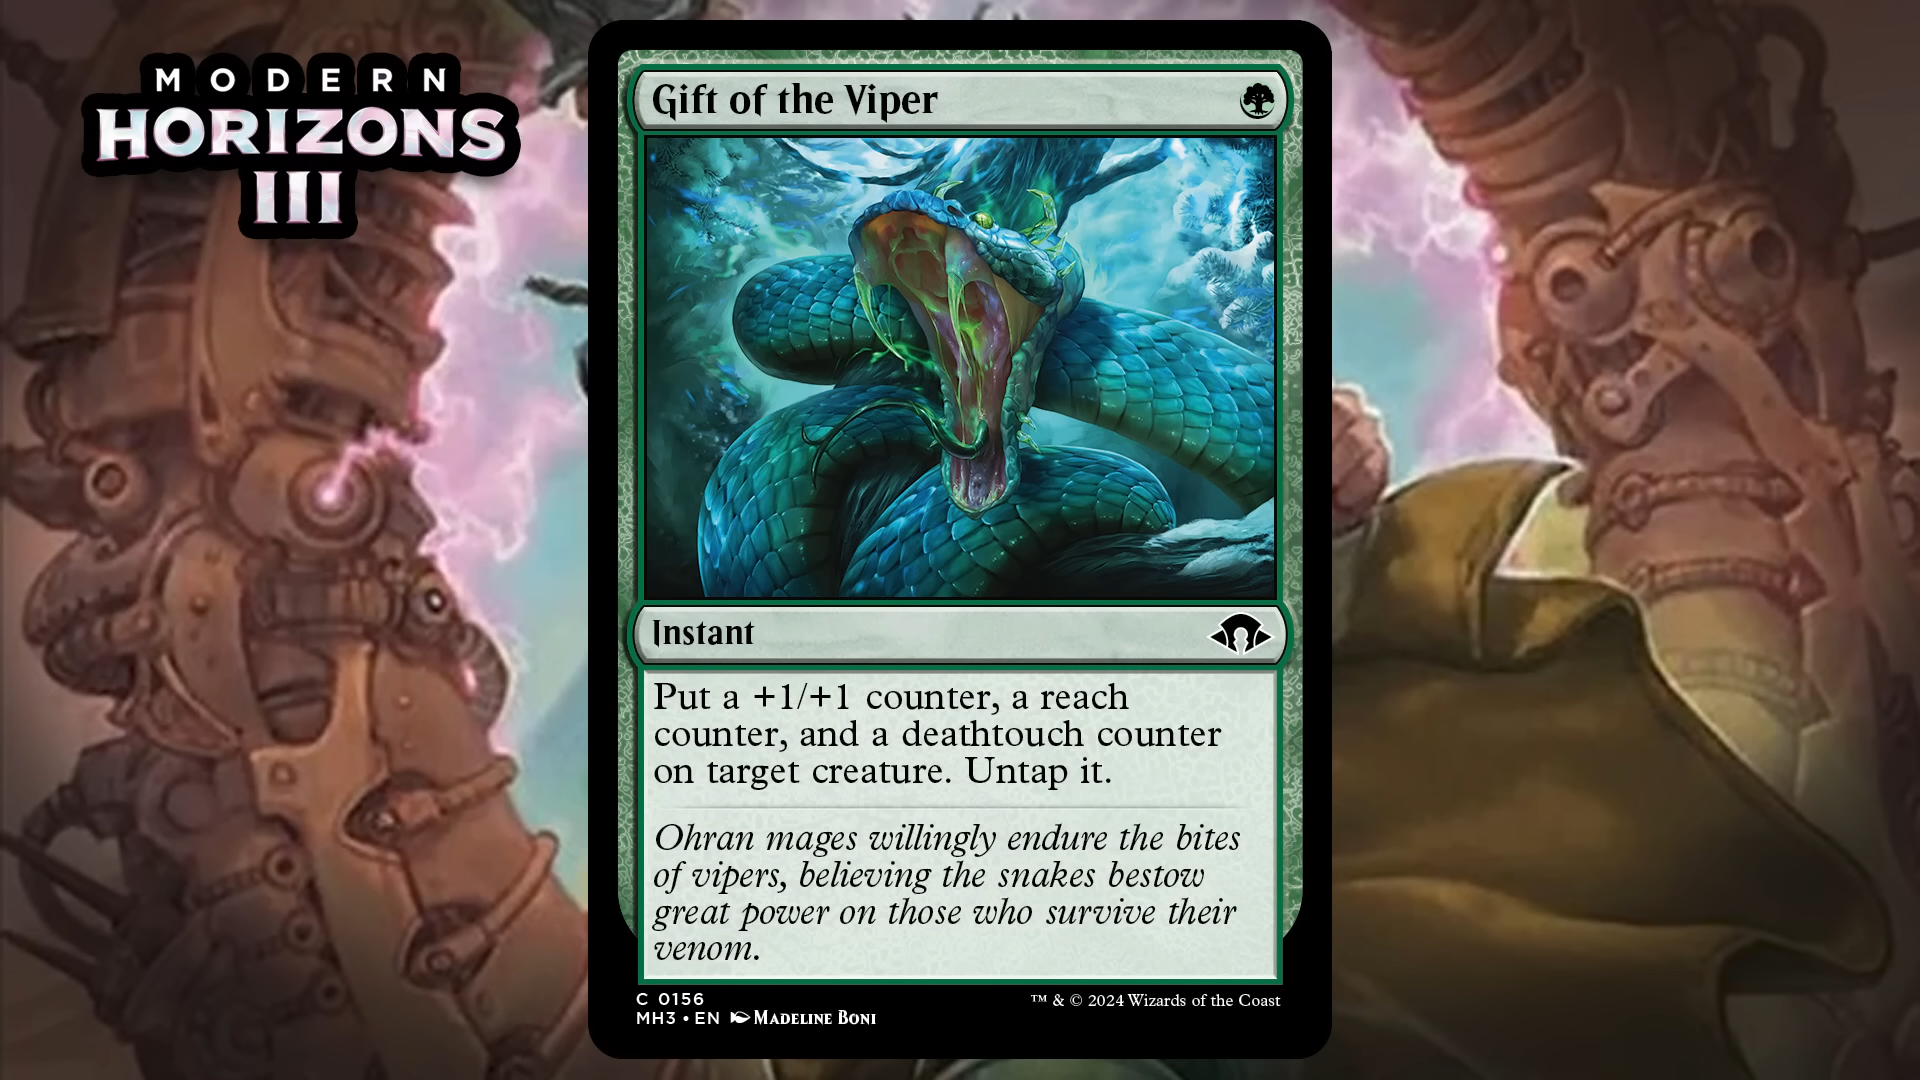 MODERN
HORIZONS
III
Gift of the Viper
Instant
Put a +1/+1 counter, a reach
counter, and a deathtouch counter
on target creature. Untap it.
Ohran mages willingly endure the bites
of vipers, believing the snakes bestow
great power on those who survive their
venom.
C 0156
MH3 • EN Madeline Boni
™ & © 2024 Wizards of the Coast